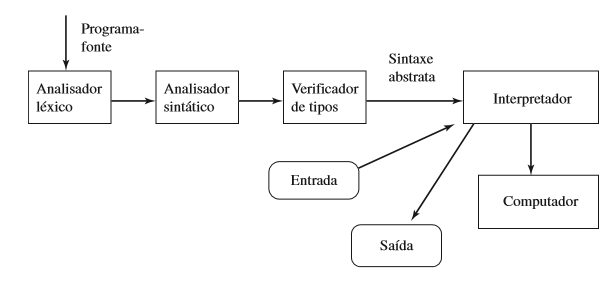 Programa-
fonte
Analisador
léxico
Analisador
sintático
Verificador
de tipos
Sintaxe
abstrata
Interpretador
Entrada
Computador
Saída